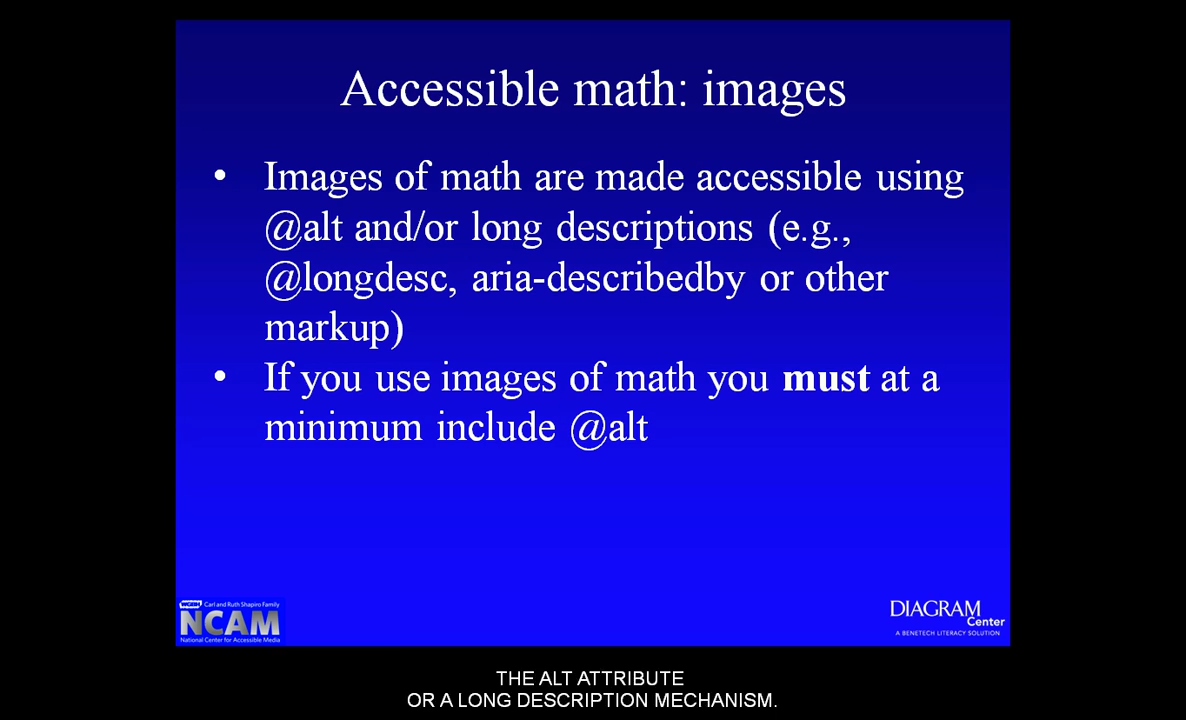 Accessible math: images
• Images of math are made accessible using
@alt and/or long descriptions (e.g.,
@longdesc, aria-describedby or other
markup)
• If you use images of math you must at a
minimum include @alt
WGBH Carl and Ruth Shapiro Family
NCAM
National Center for Accessible Media
DIAGRAM
Center
A BENETECH LITERACY SOLUTION
THE ALT ATTRIBUTE
OR A LONG DESCRIPTION MECHANISM.